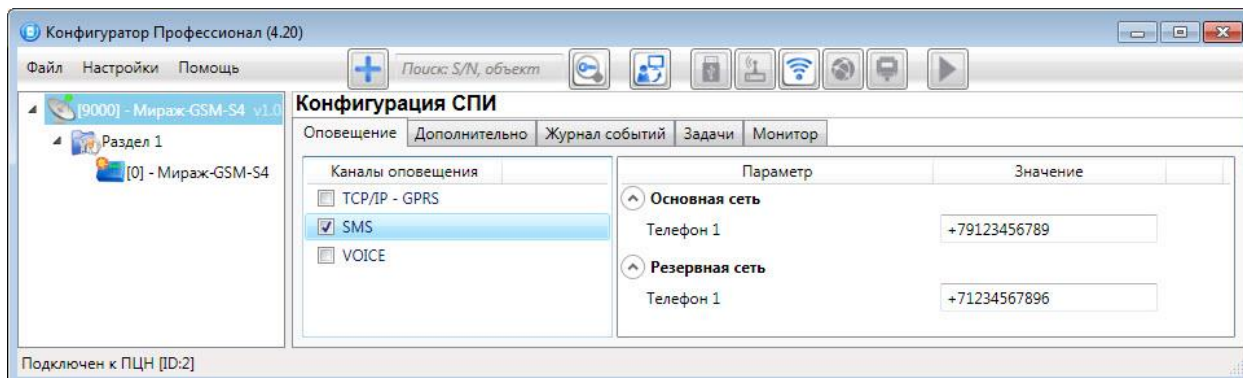 Конфигуратор Профессионал (4.20)
Файл Настройки Помощь Поиск: S/N, объект
[9000] - Мираж-GSM-S4 v1.0
Раздел 1
[0] - Мираж-GSM-S4
Конфигурация СПИ
Оповещение Дополнительно Журнал событий Задачи Монитор
Каналы оповещения
TCP/IP - GPRS
SMS
VOICE
Параметр Значение
Основная сеть
Телефон 1 +79123456789
Резервная сеть
Телефон 1 +71234567896
Подключен к ПЦН [ID:2]